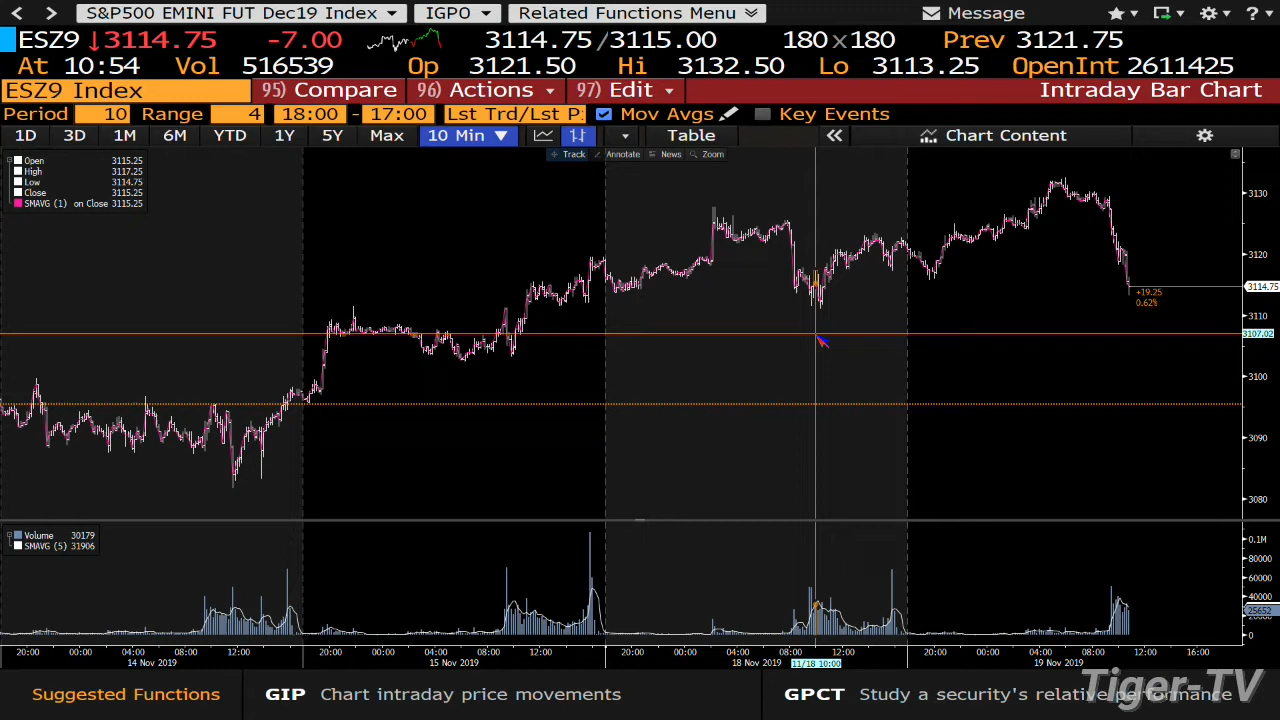 S&P500 EMINI FUT Dec19 Index IGPO Related Functions Menu Message ?
ESZ9 ↓3114.75 -7.00 3114.75/3115.00 180x180 Prev 3121.75
At 10:54 Vol 516539 Op 3121.50 Hi 3132.50 Lo 3113.25 OpenInt 2611425
ESZ9 Index 95) Compare 96) Actions 97) Edit Intraday Bar Chart
Period 10 Range 4 18:00 - 17:00 Lst Trd/Lst P: Mov Avgs Key Events
1D 3D 1M 6M YTD 1Y 5Y Max 10 Min ▼ Table « Chart Content
Track Annotate News Zoom
Open 3115.25
High 3117.25
Low 3114.75
Close 3115.25
SMAVG (1) on Close 3115.25
3130
3120
3114.75
+19.25
0.62%
3110
3107.02
3100
3090
3080
Volume 30179
SMAVG (5) 31906
0.1M
80000
60000
40000
25652
0
20:00 00:00 04:00 08:00 12:00 20:00 00:00 04:00 08:00 12:00 20:00 00:00 04:00 08:00 12:00 20:00 00:00 04:00 08:00 12:00 16:00
14 Nov 2019 15 Nov 2019 18 Nov 2019 11/18 10:00 19 Nov 2019
Suggested Functions GIP Chart intraday price movements GPCT Study a security's relative performance
Tiger-TV